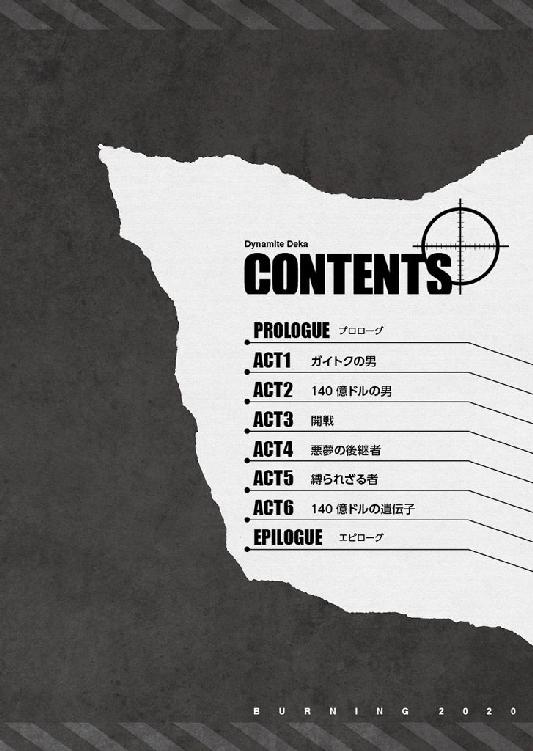 Dynamite Deka
CONTENTS
PROLOGUE プロローグ
ACT1 ガイトクの男
ACT2 140億ドルの男
ACT3 開戦
ACT4 悪夢の後継者
ACT5 縛られざる者
ACT6 140億ドルの遺伝子
EPILOGUE エピローグ
BURNING 2020